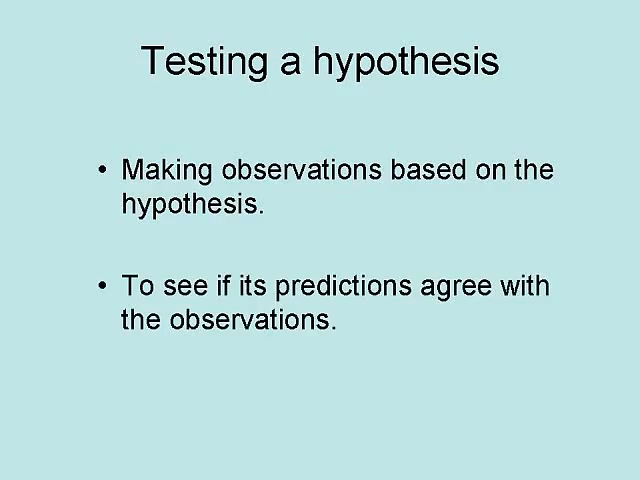 Testing a hypothesis
• Making observations based on the
hypothesis.
• To see if its predictions agree with
the observations.